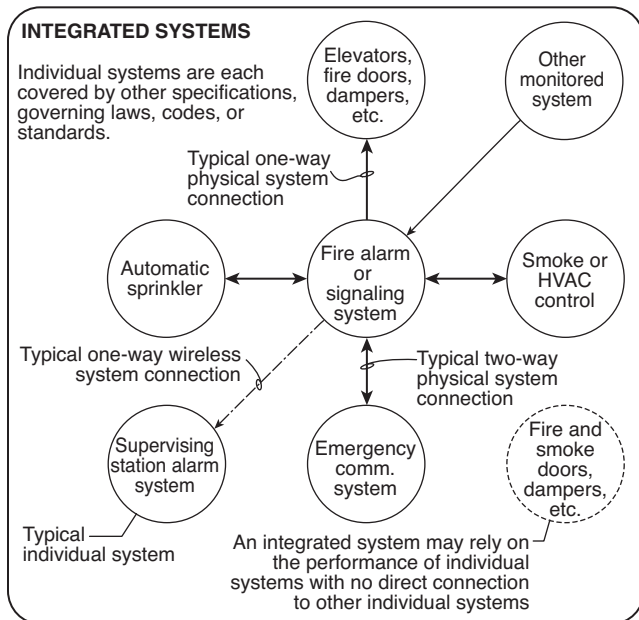 INTEGRATED SYSTEMS
Individual systems are each
covered by other specifications,
governing laws, codes, or
standards.
Elevators,
fire doors,
dampers,
etc.
Other
monitored
system
Typical one-way
physical system
connection
Automatic
sprinkler
Fire alarm
or
signaling
system
Smoke or
HVAC
control
Typical one-way wireless
system connection
Typical two-way
physical system
connection
Supervising
station alarm
system
Emergency
comm.
system
Fire and
smoke
doors,
dampers,
etc.
Typical
individual system
An integrated system may rely on
the performance of individual
systems with no direct connection
to other individual systems